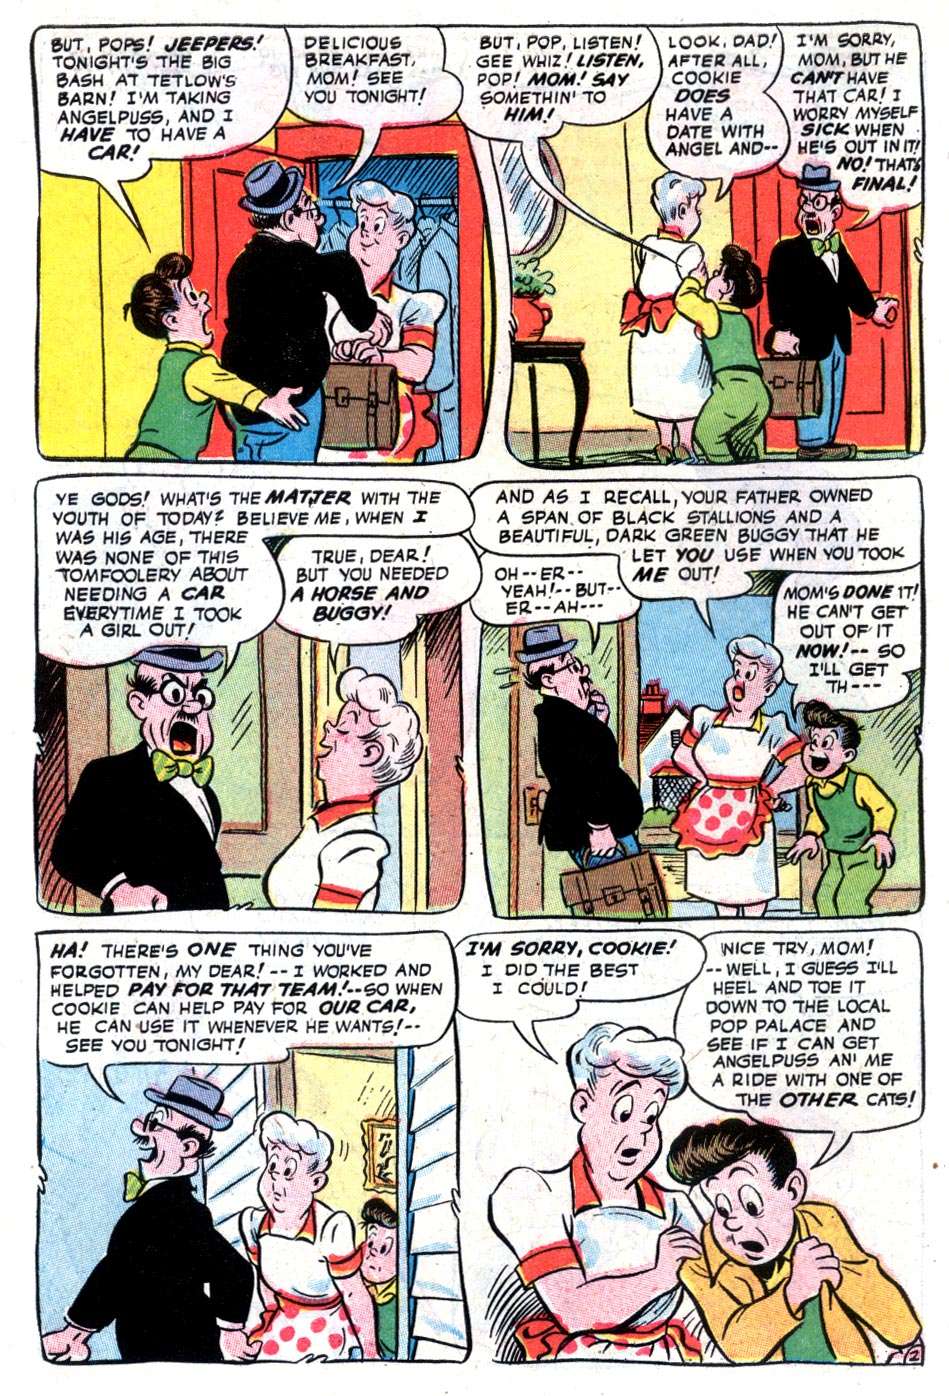 BUT, POPS! JEEPERS!
TONIGHT'S THE BIG
BASH AT TETLOW'S
BARN! I'M TAKING
ANGELPUSS, AND I
HAVE TO HAVE A
CAR!
DELICIOUS
BREAKFAST,
MOM! SEE
YOU TONIGHT!
BUT, POP, LISTEN!
GEE WHIZ! LISTEN,
POP! MOM! SAY
SOMETHIN' TO
HIM!
LOOK, DAD!
AFTER ALL,
COOKIE
DOES
HAVE A
DATE WITH
ANGEL AND--
I'M SORRY,
MOM, BUT HE
CAN'T HAVE
THAT CAR! I
WORRY MYSELF
SICK WHEN
HE'S OUT IN IT!
NO! THAT'S
FINAL!
YE GODS! WHAT'S THE MATTER WITH THE
YOUTH OF TODAY? BELIEVE ME, WHEN I
WAS HIS AGE, THERE
WAS NONE OF THIS
TOMFOOLERY ABOUT
NEEDING A CAR
EVERYTIME I TOOK
A GIRL OUT!
TRUE, DEAR!
BUT YOU NEEDED
A HORSE AND
BUGGY!
AND AS I RECALL, YOUR FATHER OWNED
A SPAN OF BLACK STALLIONS AND A
BEAUTIFUL, DARK GREEN BUGGY THAT HE
LET YOU USE WHEN YOU TOOK
ME OUT!
OH--ER--
YEAH!--BUT--
ER--AH---
MOM'S DONE IT!
HE CAN'T GET
OUT OF IT
NOW!-- SO
I'LL GET
TH---
HA! THERE'S ONE THING YOU'VE
FORGOTTEN, MY DEAR!-- I WORKED AND
HELPED PAY FOR THAT TEAM!--SO WHEN
COOKIE CAN HELP PAY FOR OUR CAR,
HE CAN USE IT WHENEVER HE WANTS!--
SEE YOU TONIGHT!
I'M SORRY, COOKIE!
I DID THE BEST
I COULD!
NICE TRY, MOM!
--WELL, I GUESS I'LL
HEEL AND TOE IT
DOWN TO THE LOCAL
POP PALACE AND
SEE IF I CAN GET
ANGELPUSS AN' ME
A RIDE WITH ONE OF
THE OTHER CATS!
2